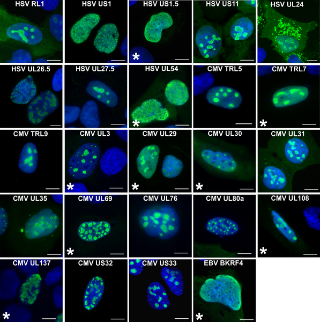 HSV RL1 HSV US1 HSV US1.5 HSV US11 HSV UL24
*
HSV UL26.5 HSV UL27.5 HSV UL54 CMV TRL5 CMV TRL7
* *
CMV TRL9 CMV UL3 CMV UL29 CMV UL30 CMV UL31
* * *
CMV UL35 CMV UL69 CMV UL76 CMV UL80a CMV UL108
* *
CMV UL137 CMV US32 CMV US33 EBV BKRF4
* * *